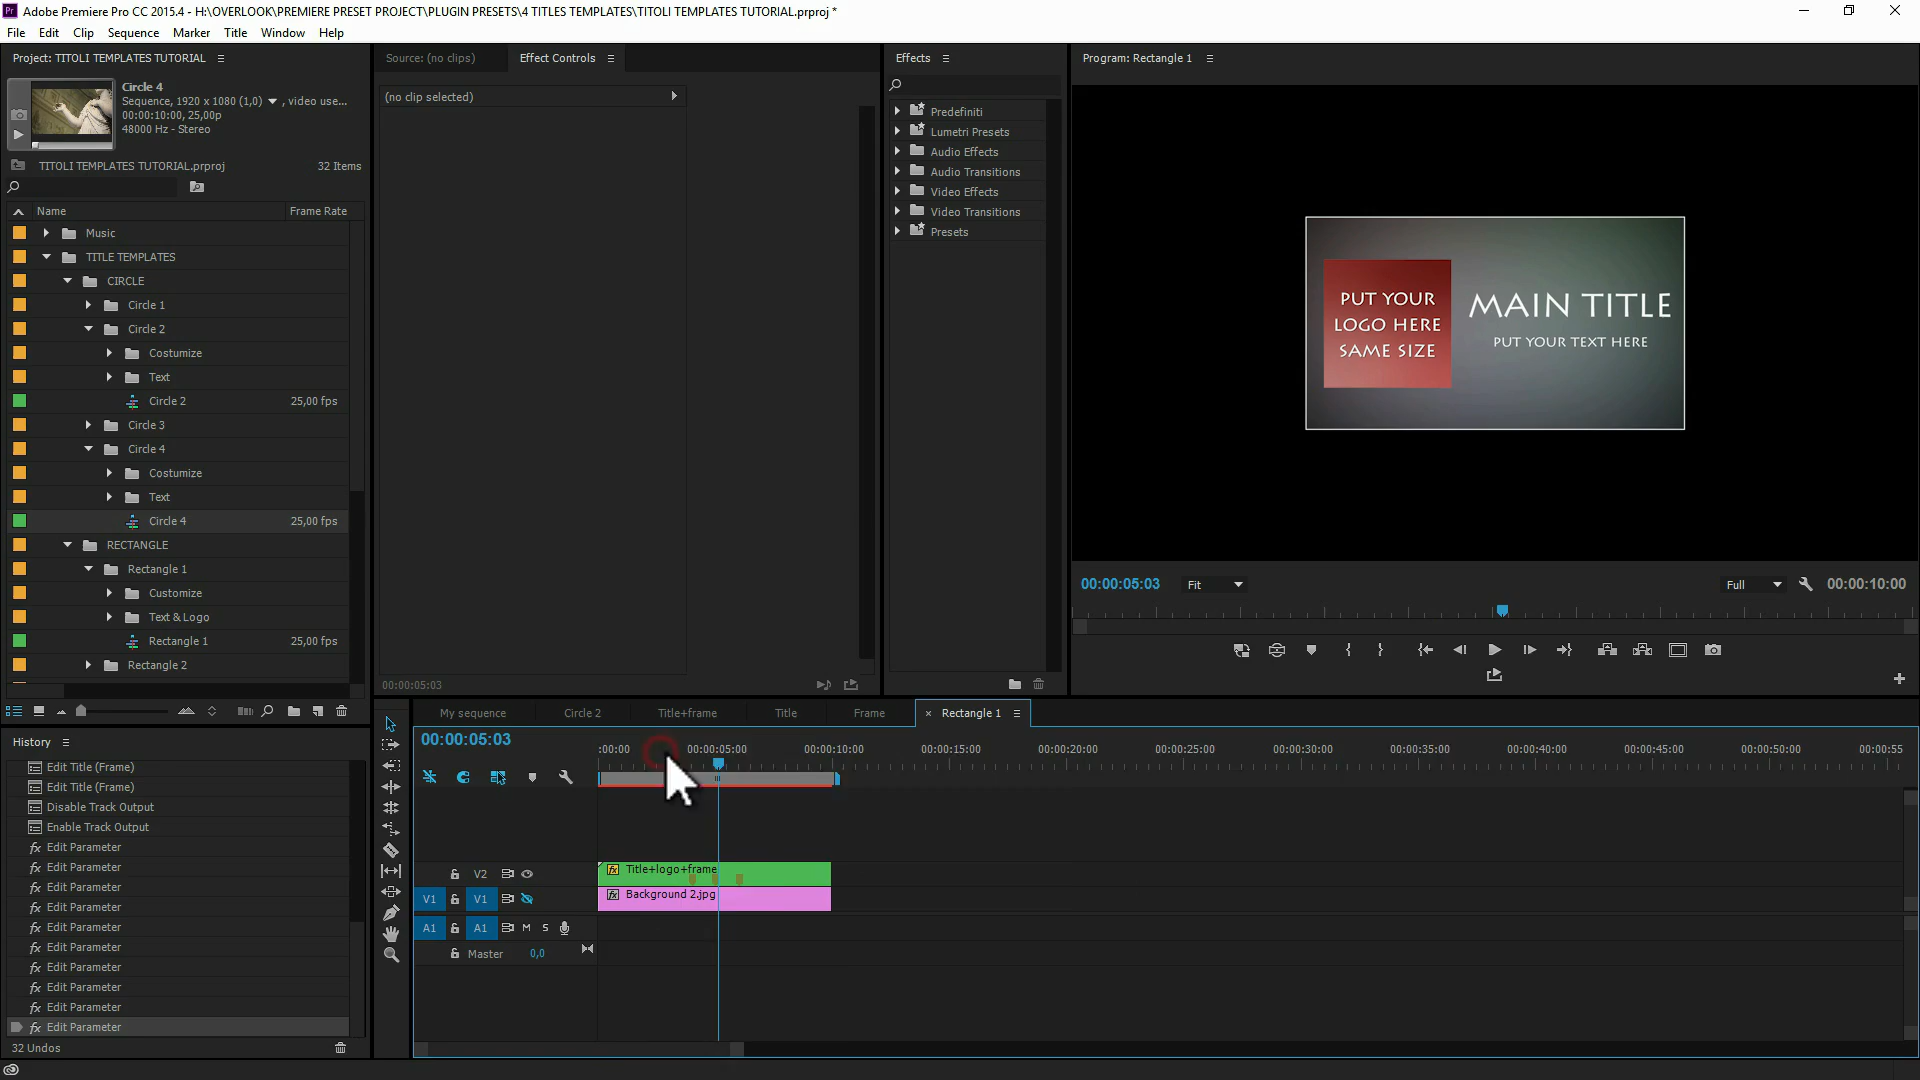 Adobe Premiere Pro CC 2015.4 - H:\OVERLOOK\PREMIERE PRESET PROJECT\PLUGIN PRESETS\4 TITLES TEMPLATES\TITOLI TEMPLATES TUTORIAL.prproj *
File Edit Clip Sequence Marker Title Window Help
Project: TITOLI TEMPLATES TUTORIAL
Circle 4
Sequence, 1920 x 1080 (1,0) , video use...
00:00:10:00, 25,00p
48000 Hz - Stereo
TITOLI TEMPLATES TUTORIAL.prproj 32 Items
Name Frame Rate
Music
TITLE TEMPLATES
CIRCLE
Circle 1
Circle 2
Costumize
Text
Circle 2 25,00 fps
Circle 3
Circle 4
Costumize
Text
Circle 4 25,00 fps
RECTANGLE
Rectangle 1
Customize
Text & Logo
Rectangle 1 25,00 fps
Rectangle 2
Source: (no clips) Effect Controls
(no clip selected)
00:00:05:03
Effects
Predefiniti
Lumetri Presets
Audio Effects
Audio Transitions
Video Effects
Video Transitions
Presets
Program: Rectangle 1
PUT YOUR
LOGO HERE
SAME SIZE
MAIN TITLE
PUT YOUR TEXT HERE
00:00:05:03 Fit Full 00:00:10:00
History
Edit Title (Frame)
Edit Title (Frame)
Disable Track Output
Enable Track Output
Edit Parameter
Edit Parameter
Edit Parameter
Edit Parameter
Edit Parameter
Edit Parameter
Edit Parameter
Edit Parameter
Edit Parameter
Edit Parameter
32 Undos
My sequence Circle 2 Title+frame Title Frame × Rectangle 1
00:00:05:03
:00:00 00:00:05:00 00:00:10:00 00:00:15:00 00:00:20:00 00:00:25:00 00:00:30:00 00:00:35:00 00:00:40:00 00:00:45:00 00:00:50:00 00:00:55
V2 fx Title+logo+frame
V1 V1 fx Background 2.jpg
A1 A1 M S
Master 0,0